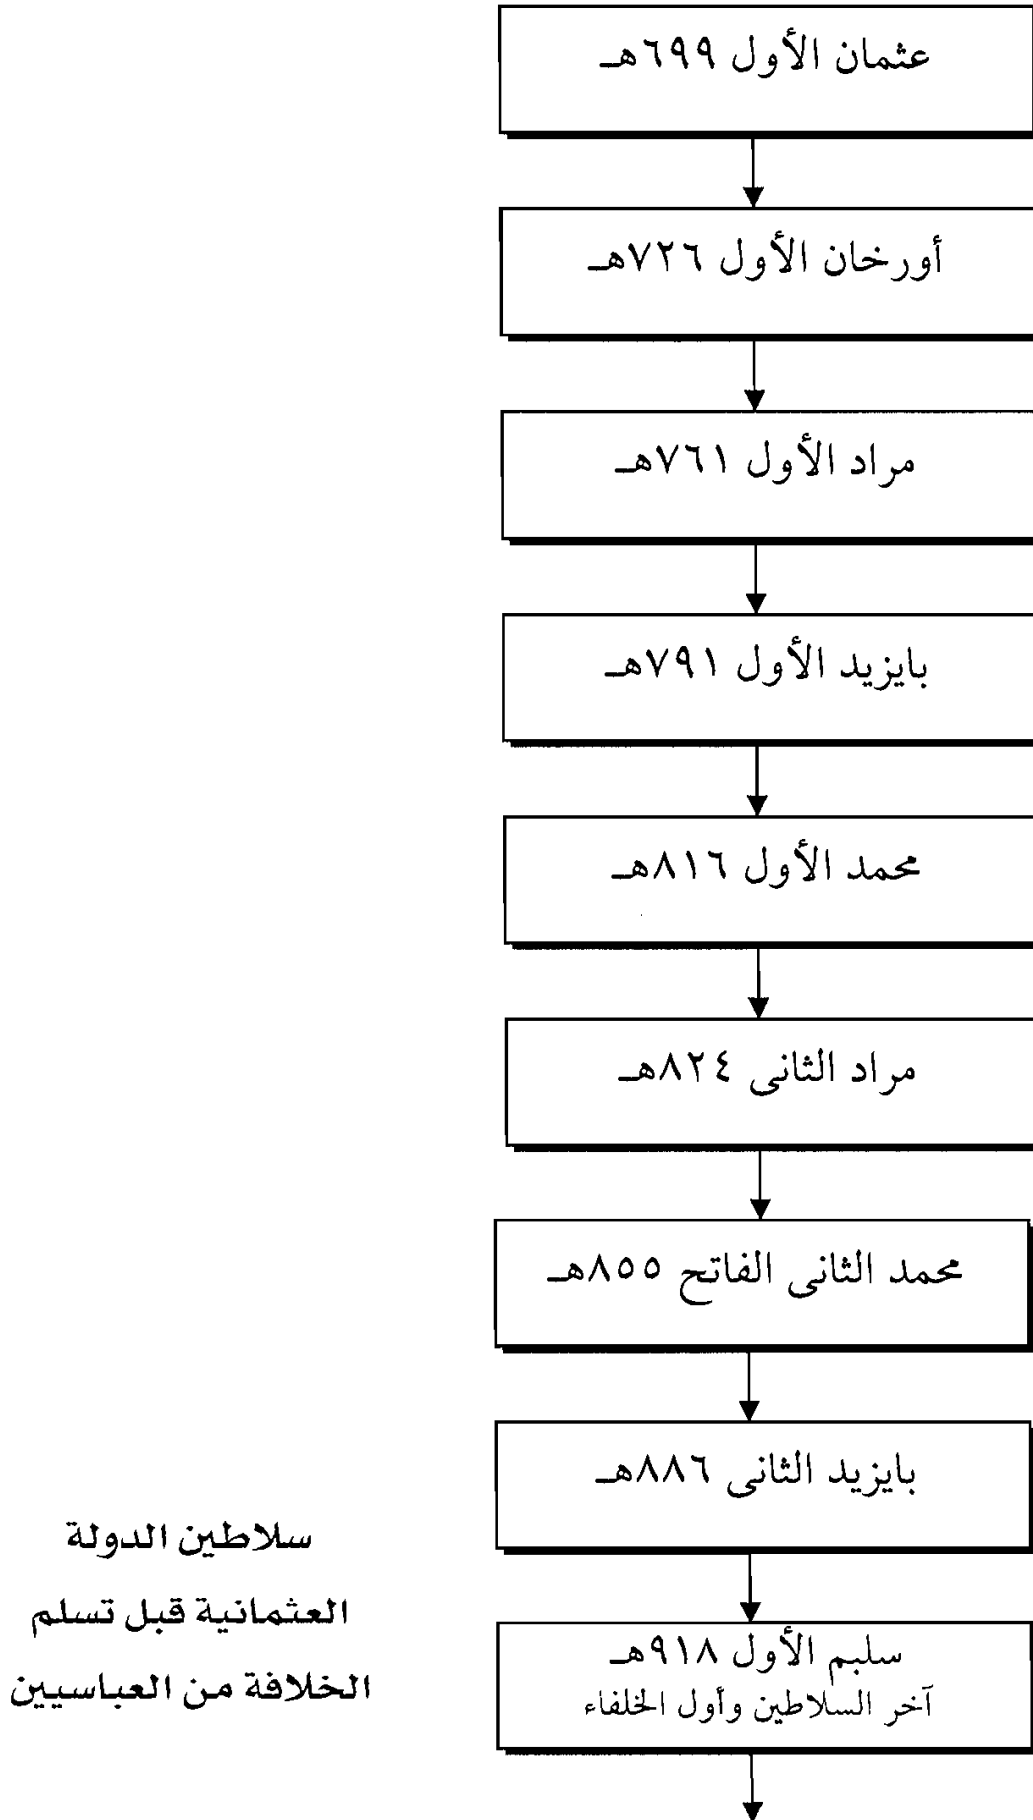 عثمان الأول ٦٩٩هـ
أورخان الأول ٧٢٦هـ
مراد الأول ٧٦١هـ
بايزيد الأول ٧٩١هـ
محمد الأول ٨١٦هـ
مراد الثانى ٨٢٤هـ
محمد الثانى الفاتح ٨٥٥هـ
بايزيد الثانى ٨٨٦هـ
سليم الأول ٩١٨هـ
آخر السلاطين وأول الخلفاء
سلاطين الدولة
العثمانية قبل تسلم
الخلافة من العباسيين